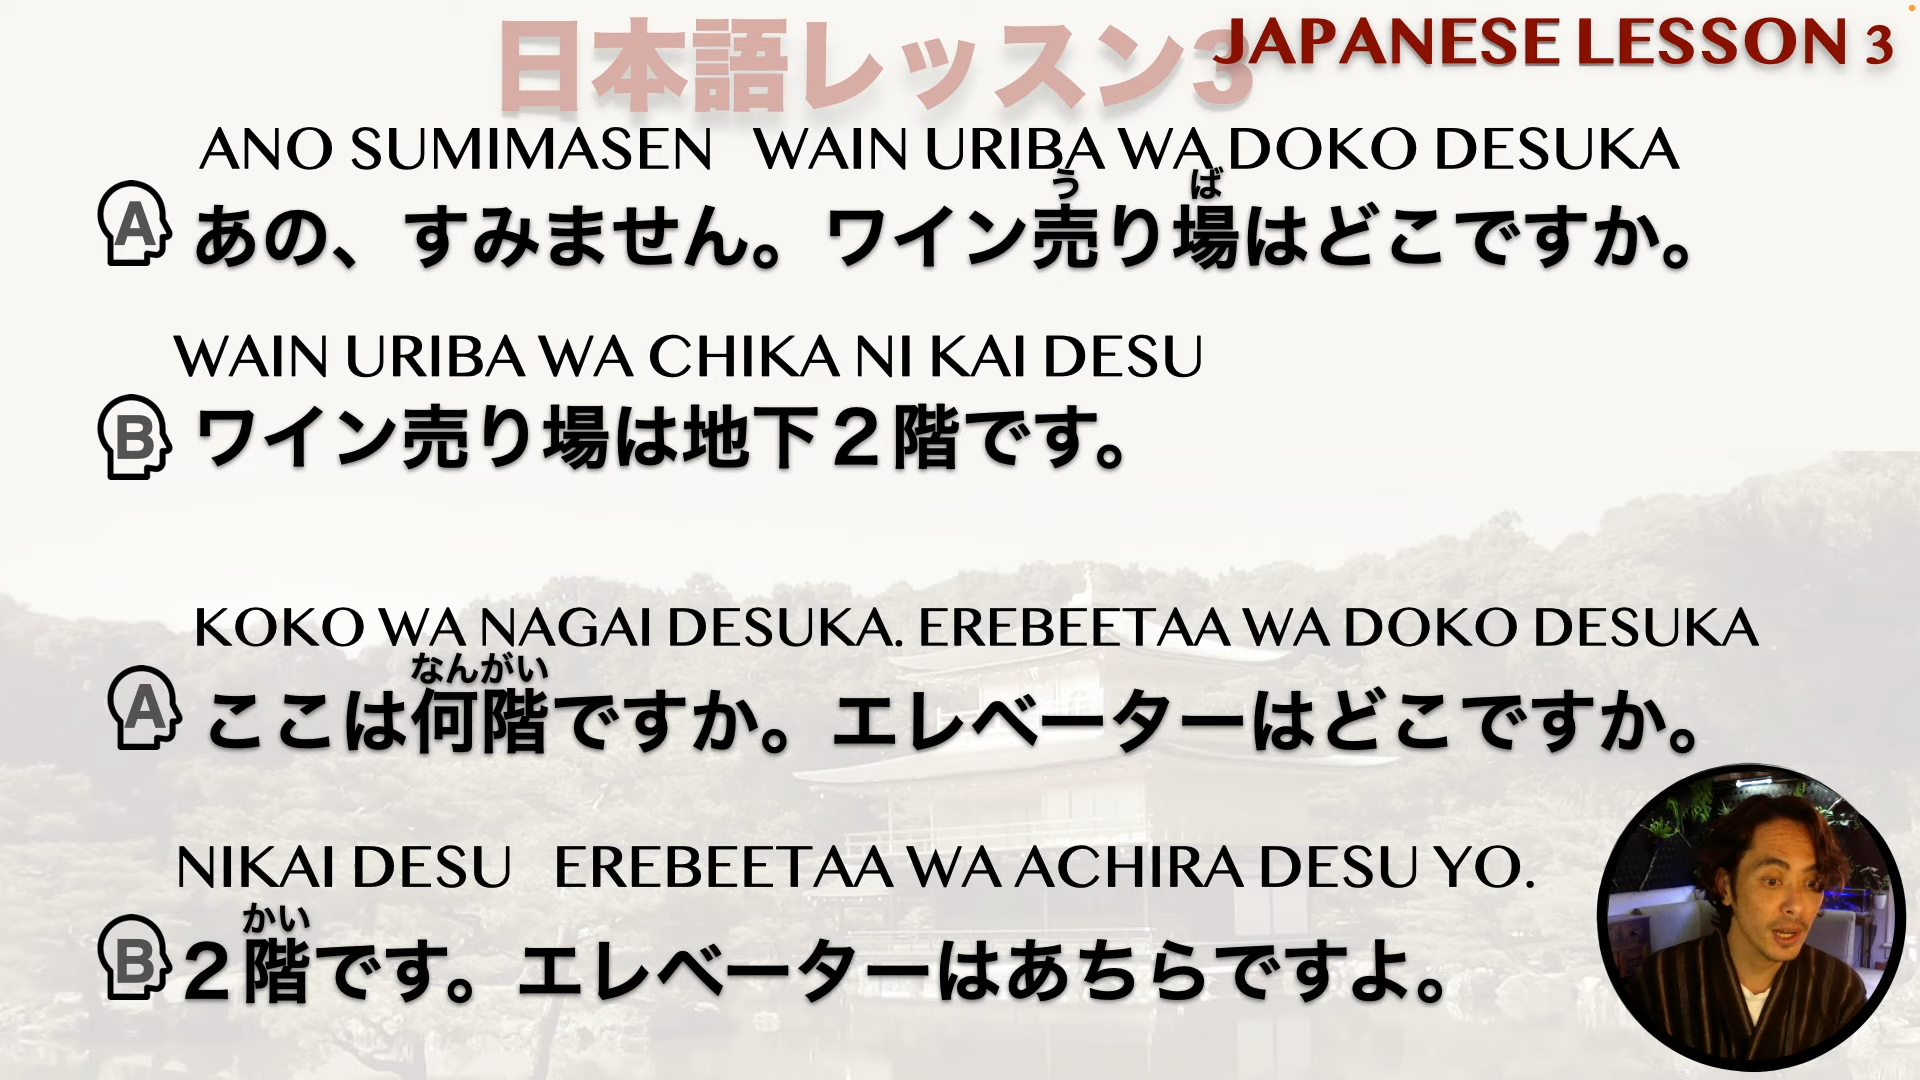 日本語レッスン3
JAPANESE LESSON 3
ANO SUMIMASEN WAIN URIBA WA DOKO DESUKA
う ば
A あの、すみません。ワイン売り場はどこですか。
WAIN URIBA WA CHIKA NI KAI DESU
B ワイン売り場は地下２階です。
KOKO WA NAGAI DESUKA. EREBEETAA WA DOKO DESUKA
なんがい
A ここは何階ですか。エレベーターはどこですか。
NIKAI DESU EREBEETAA WA ACHIRA DESU YO.
かい
B ２階です。エレベーターはあちらですよ。